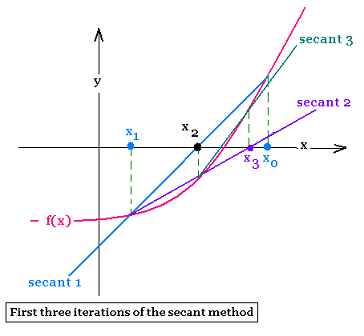 secant 3
y
secant 2
x₁
x₂
x
x₃
x₀
— f(x)
secant 1
First three iterations of the secant method